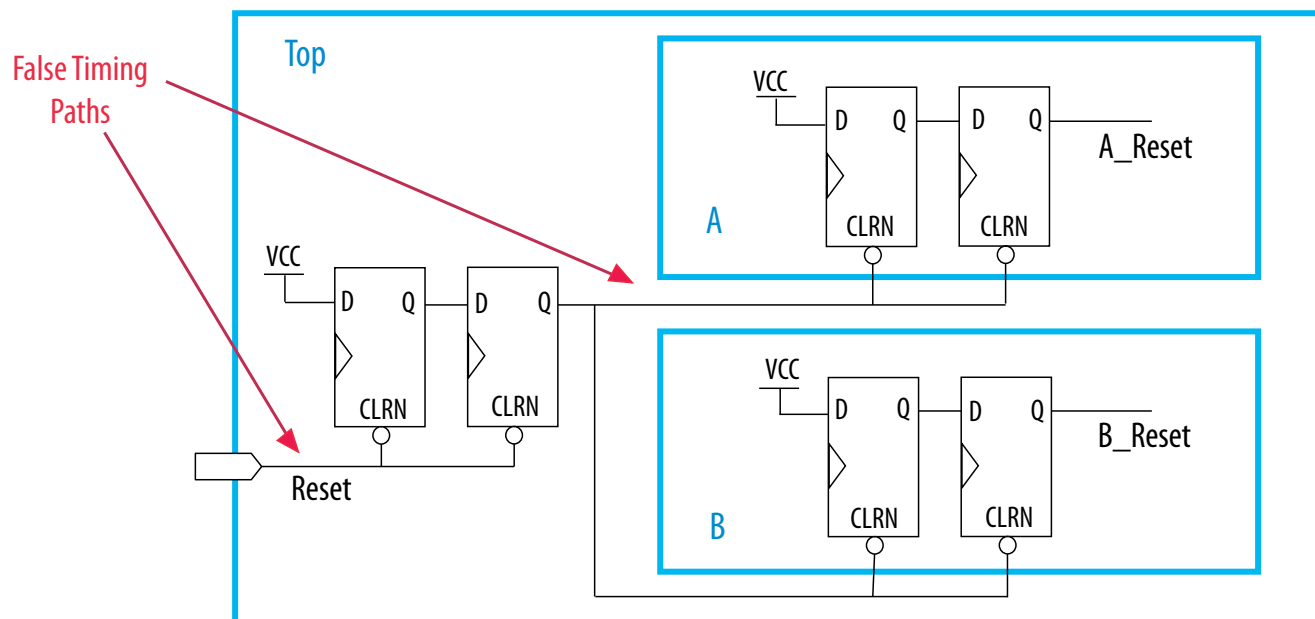 Top
False Timing
Paths
VCC
D Q D Q
A_Reset
CLRN CLRN
A
VCC
D Q D Q
CLRN CLRN
Reset
VCC
D Q D Q
B_Reset
CLRN CLRN
B